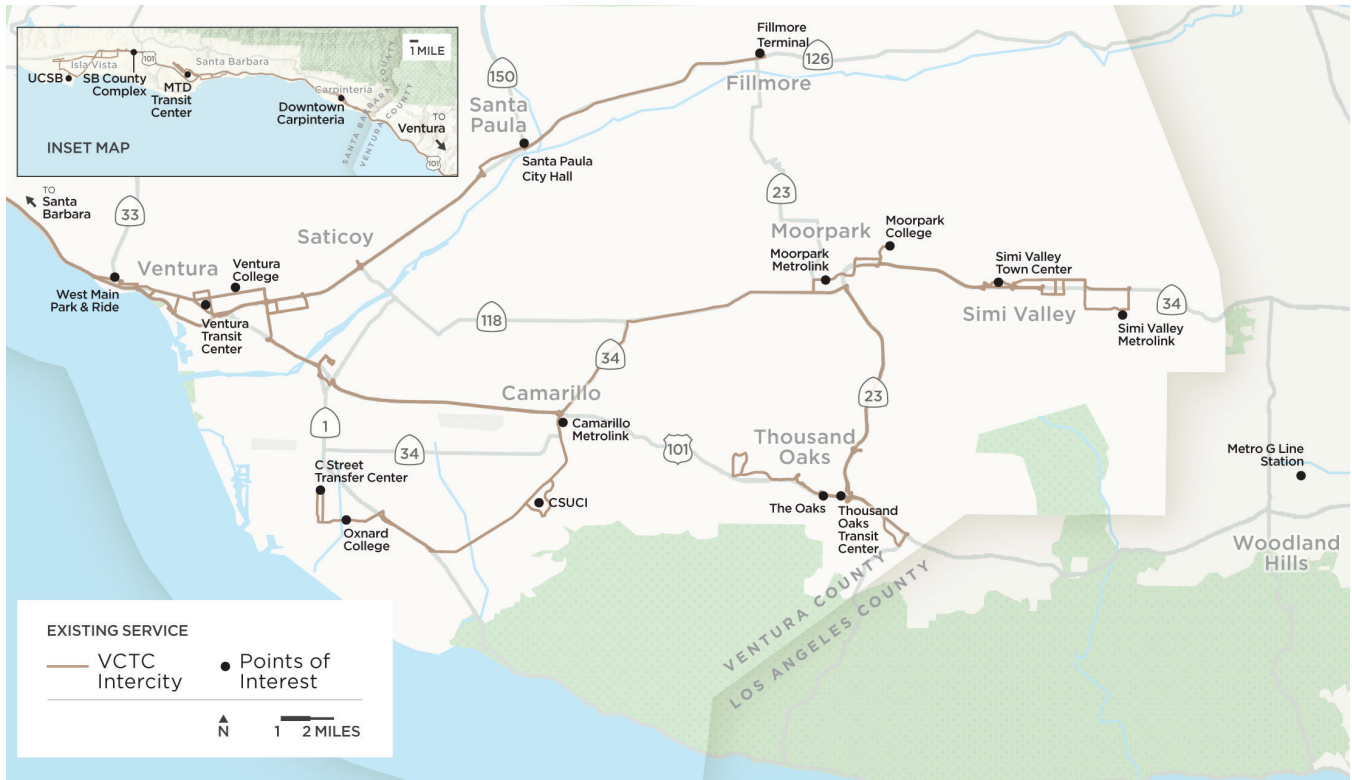 1 MILE
Isla Vista
101
Santa Barbara
UCSB
SB County
Complex
MTD
Transit
Center
Carpinteria
Downtown
Carpinteria
SANTA BARBARA COUNTY
VENTURA COUNTY
TO
Ventura
101
INSET MAP
Fillmore
Terminal
126
Fillmore
150
Santa
Paula
Santa Paula
City Hall
TO
Santa
Barbara
33
23
Saticoy
Moorpark
Moorpark
College
Ventura
Ventura
College
Moorpark
Metrolink
Simi Valley
Town Center
West Main
Park & Ride
Ventura
Transit
Center
118
Simi Valley
34
Simi Valley
Metrolink
34
Camarillo
23
1
Camarillo
Metrolink
34
101
Thousand
Oaks
C Street
Transfer Center
Metro G Line
Station
CSUCI
The Oaks
Thousand
Oaks
Transit
Center
Oxnard
College
Woodland
Hills
VENTURA COUNTY
LOS ANGELES COUNTY
EXISTING SERVICE
VCTC
Intercity
Points of
Interest
N
1 2 MILES